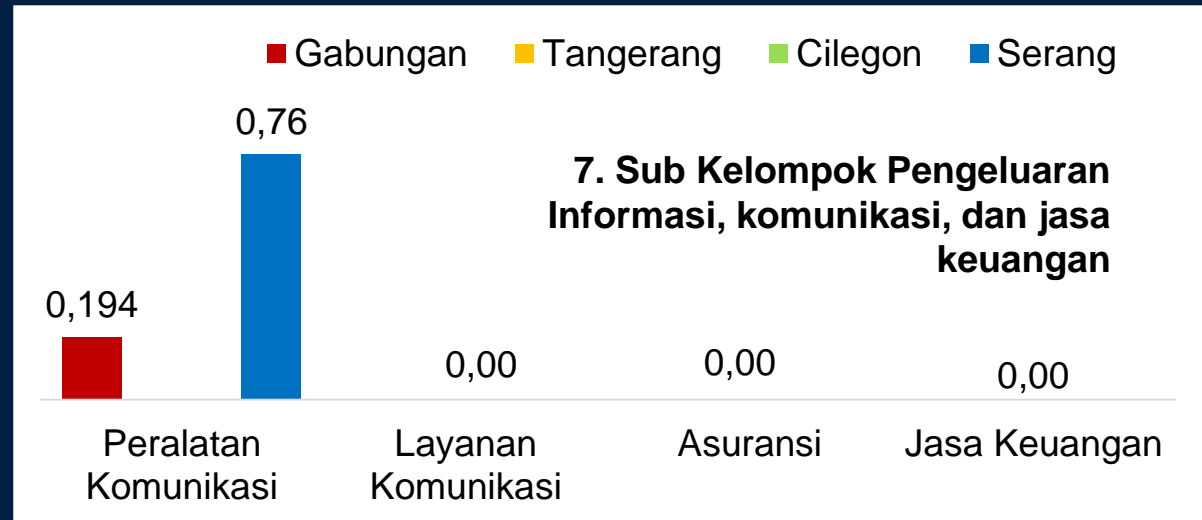 Gabungan Tangerang Cilegon Serang
0,76
7. Sub Kelompok Pengeluaran
Informasi, komunikasi, dan jasa
keuangan
0,194
0,00 0,00 0,00
Peralatan Komunikasi
Layanan Komunikasi
Asuransi
Jasa Keuangan